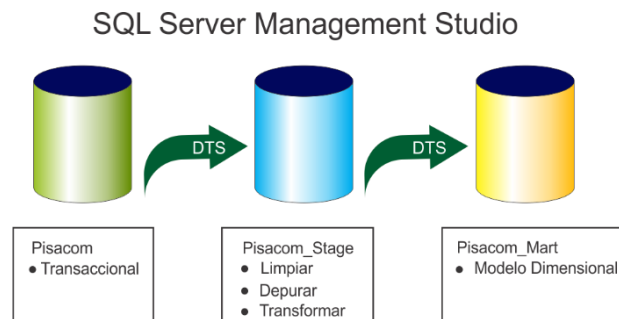 SQL Server Management Studio
DTS
DTS
Pisacom
● Transaccional
Pisacom_Stage
● Limpiar
● Depurar
● Transformar
Pisacom_Mart
● Modelo Dimensional